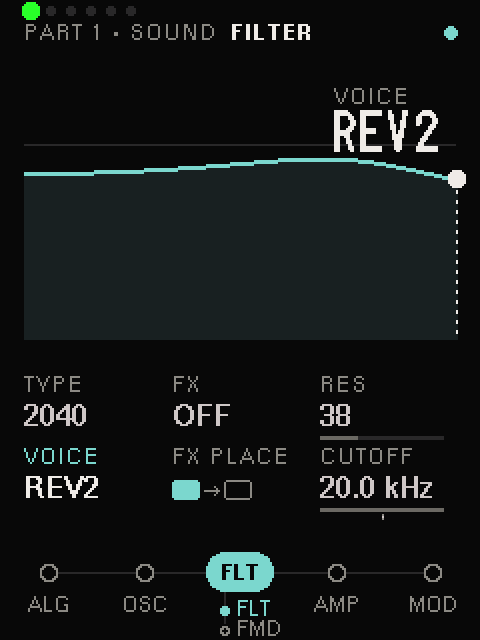 PART 1 · SOUND FILTER
VOICE
REV2
TYPE FX RES
2040 OFF 38
VOICE FX PLACE CUTOFF
REV2 → 20.0 kHz
FLT
ALG OSC FLT AMP MOD
FMD